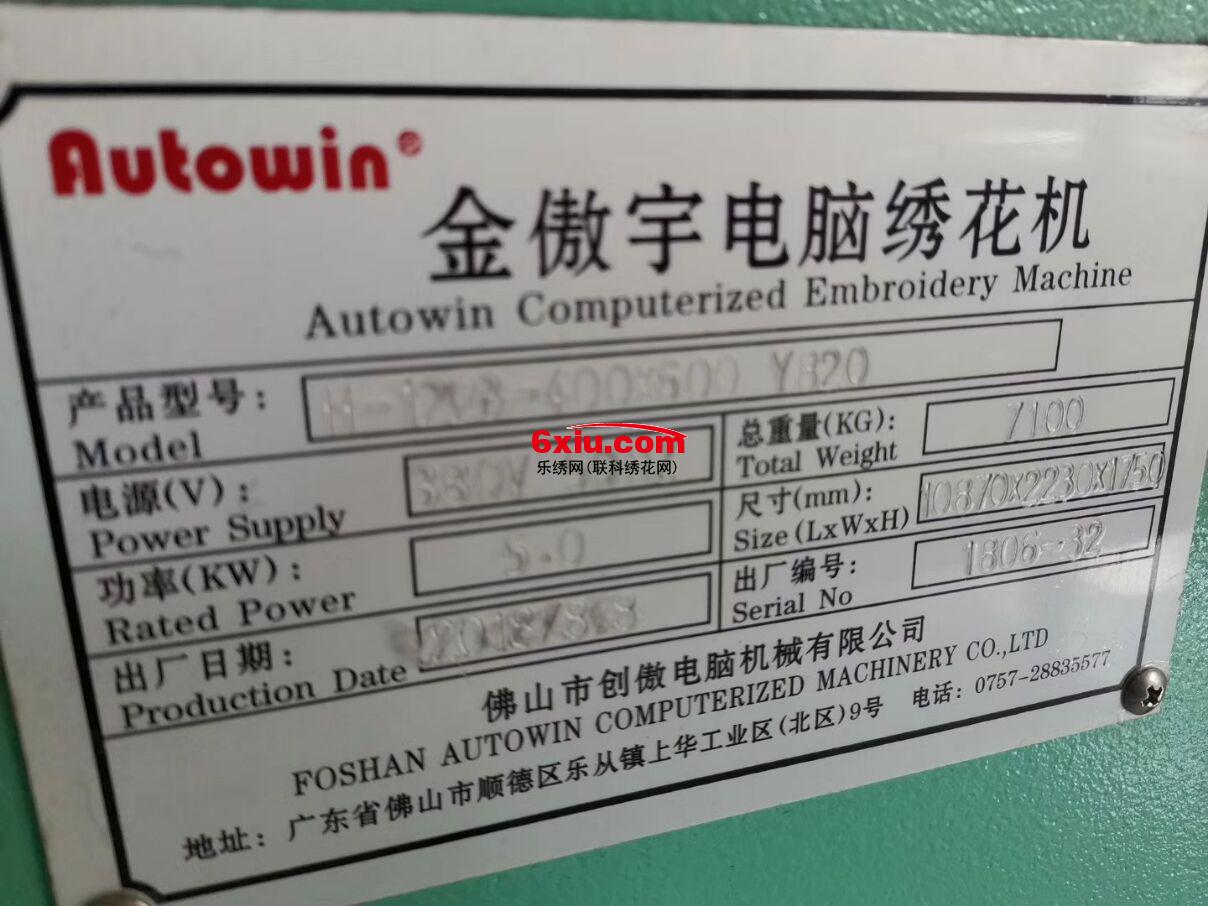 Autowin®
金傲宇电脑绣花机
Autowin Computerized Embroidery Machine
产品型号: Y820
Model
电源(V): 380V
Power Supply
功率(KW): 5.0
Rated Power
出厂日期: 2018/8.8
Production Date
总重量(KG): 7100
Total Weight
尺寸(mm): 10870x2230x1750
Size(LxWxH)
出厂编号: 1806-32
Serial No
6xiu.com
乐绣网(联科绣花网)
佛山市创傲电脑机械有限公司
FOSHAN AUTOWIN COMPUTERIZED MACHINERY CO.,LTD
地址: 广东省佛山市顺德区乐从镇上华工业区(北区)9号 电话: 0757-28835577